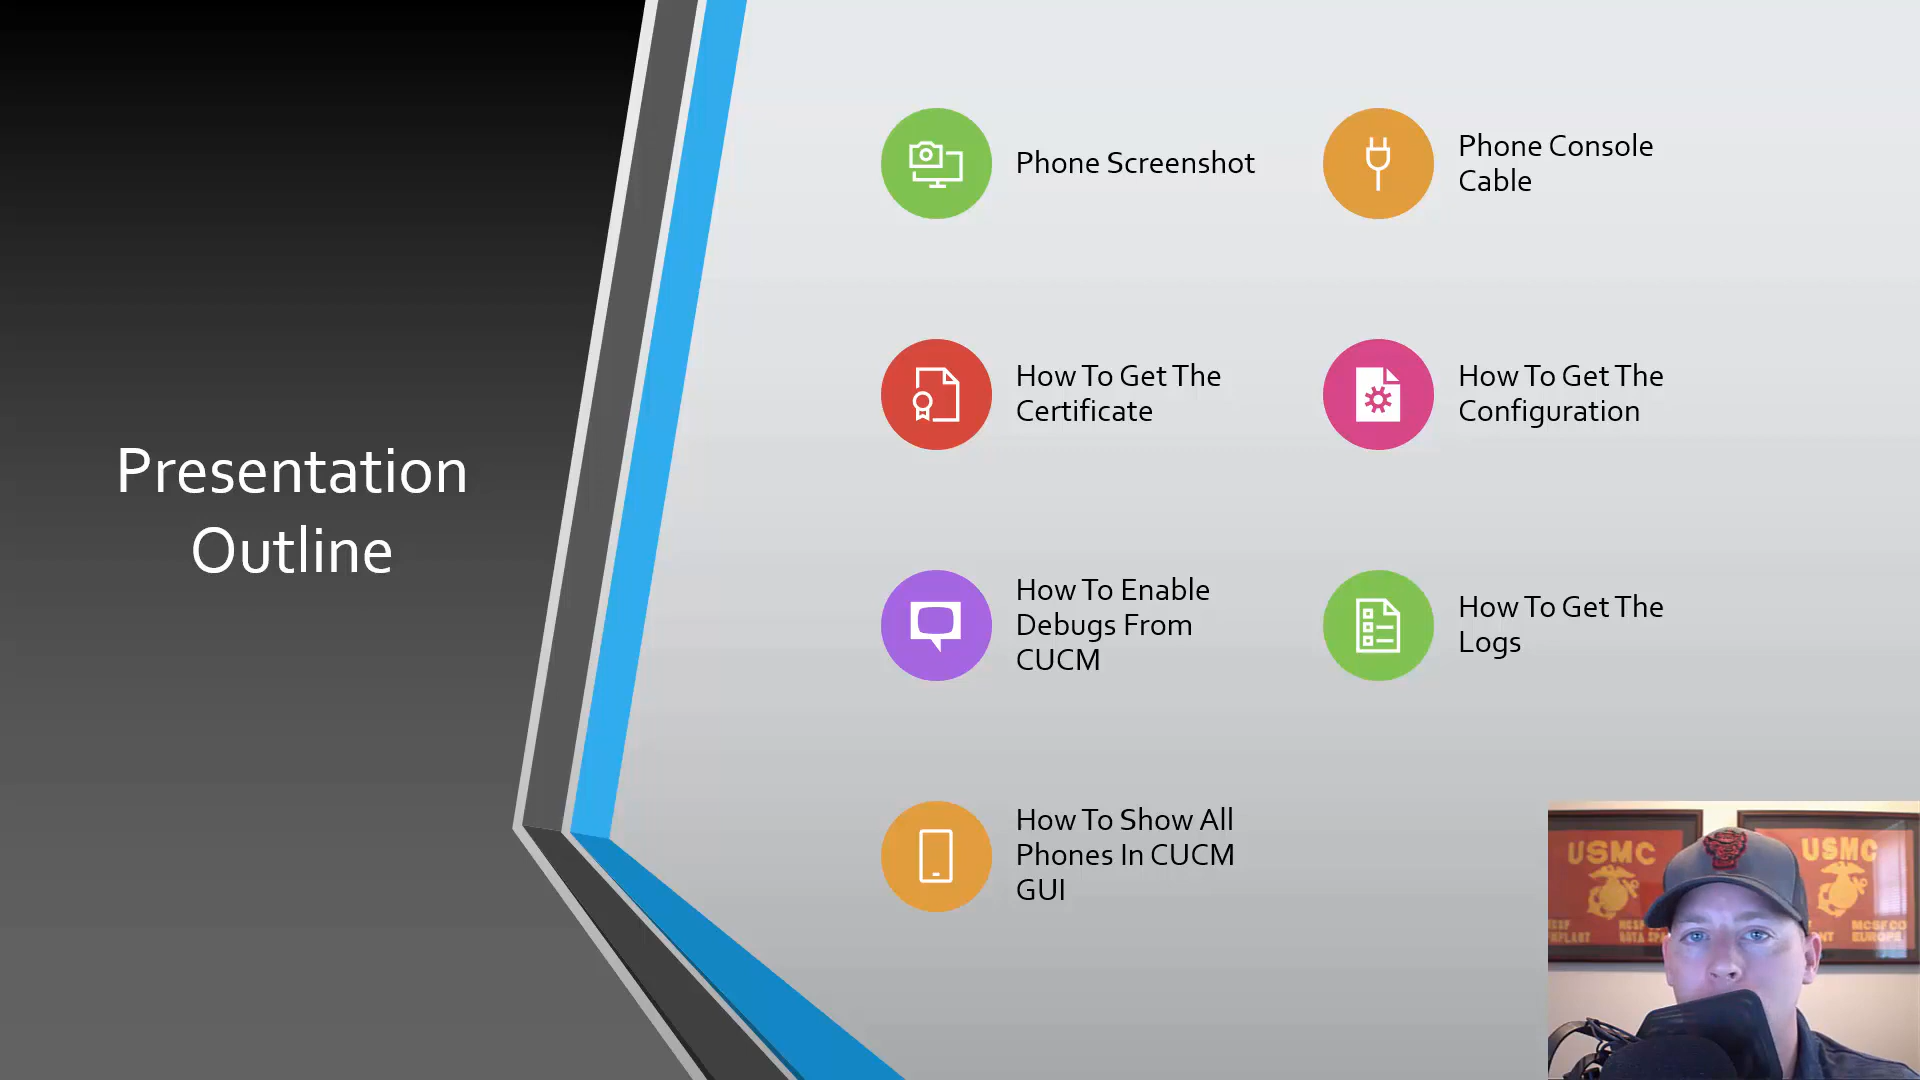 Presentation
Outline
Phone Screenshot
Phone Console
Cable
How To Get The
Certificate
How To Get The
Configuration
How To Enable
Debugs From
CUCM
How To Get The
Logs
How To Show All
Phones In CUCM
GUI
USMC
USMC
MCSFCO
EUROPE